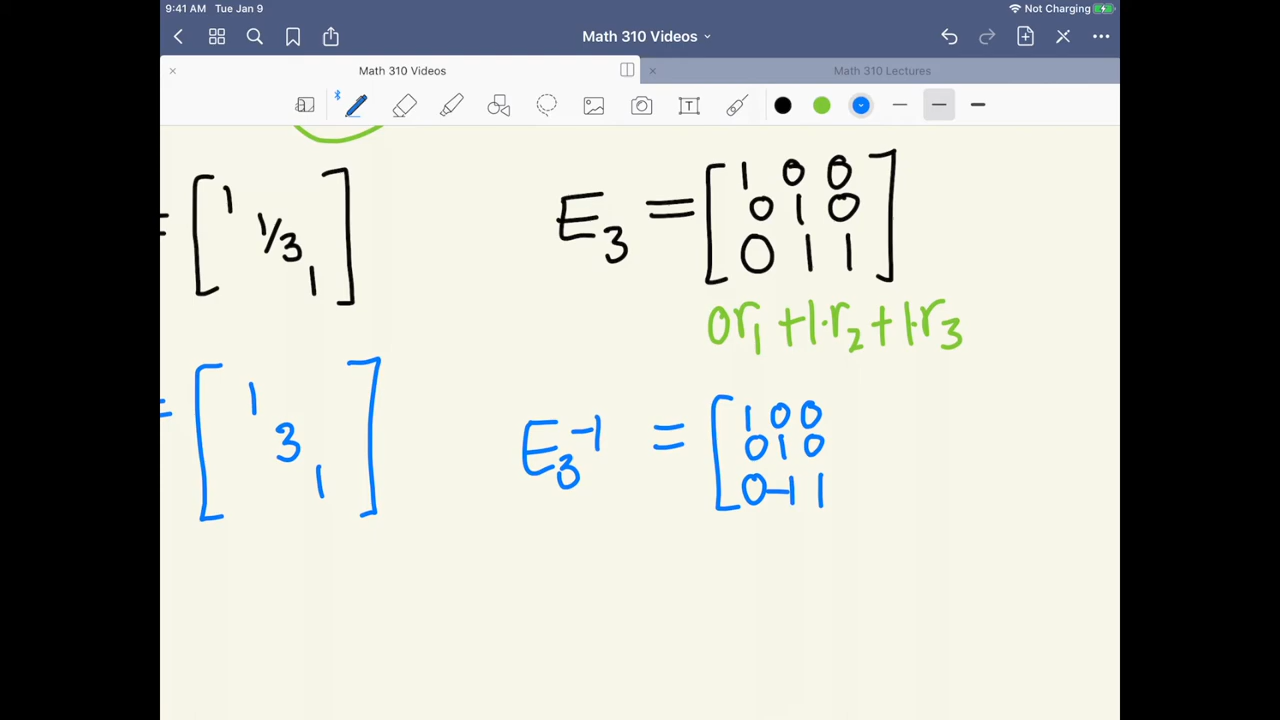 9:41 AM Tue Jan 9
Not Charging
Math 310 Videos
Math 310 Videos
Math 310 Lectures
T
= [ 1
1/3
1 ]
E₃ = [ 1 0 0
0 1 0
0 1 1 ]
0r₁ + 1·r₂ + 1·r₃
= [ 1
3
1 ]
E₃⁻¹ = [ 1 0 0
0 1 0
0 -1 1